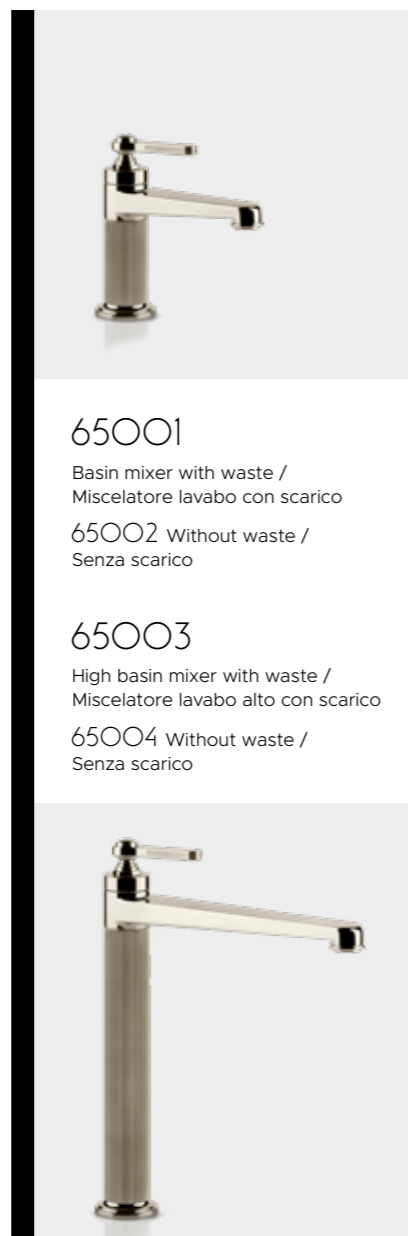 65001
Basin mixer with waste /
Miscelatore lavabo con scarico
65002 Without waste /
Senza scarico
65003
High basin mixer with waste /
Miscelatore lavabo alto con scarico
65004 Without waste /
Senza scarico